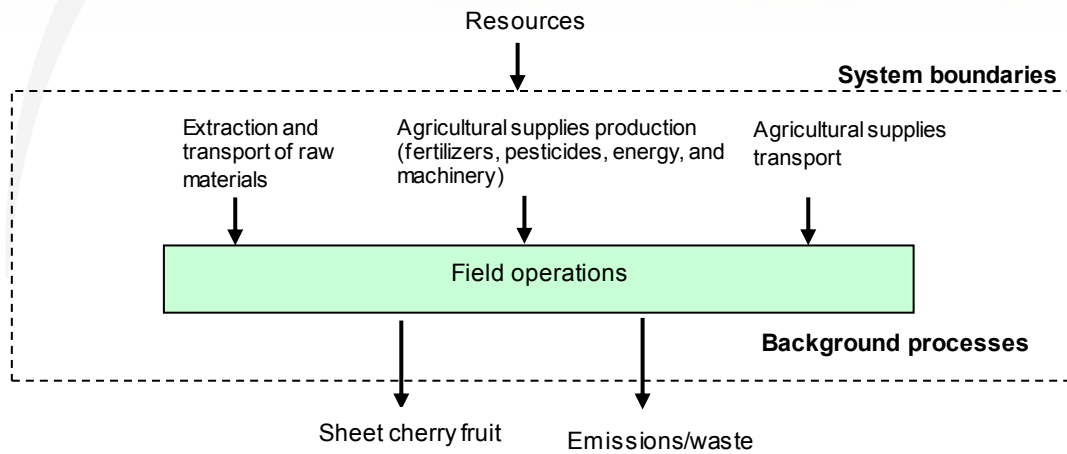 Resources
System boundaries
Extraction and
transport of raw
materials
Agricultural supplies production
(fertilizers, pesticides, energy, and
machinery)
Agricultural supplies
transport
Field operations
Background processes
Sheet cherry fruit
Emissions/waste